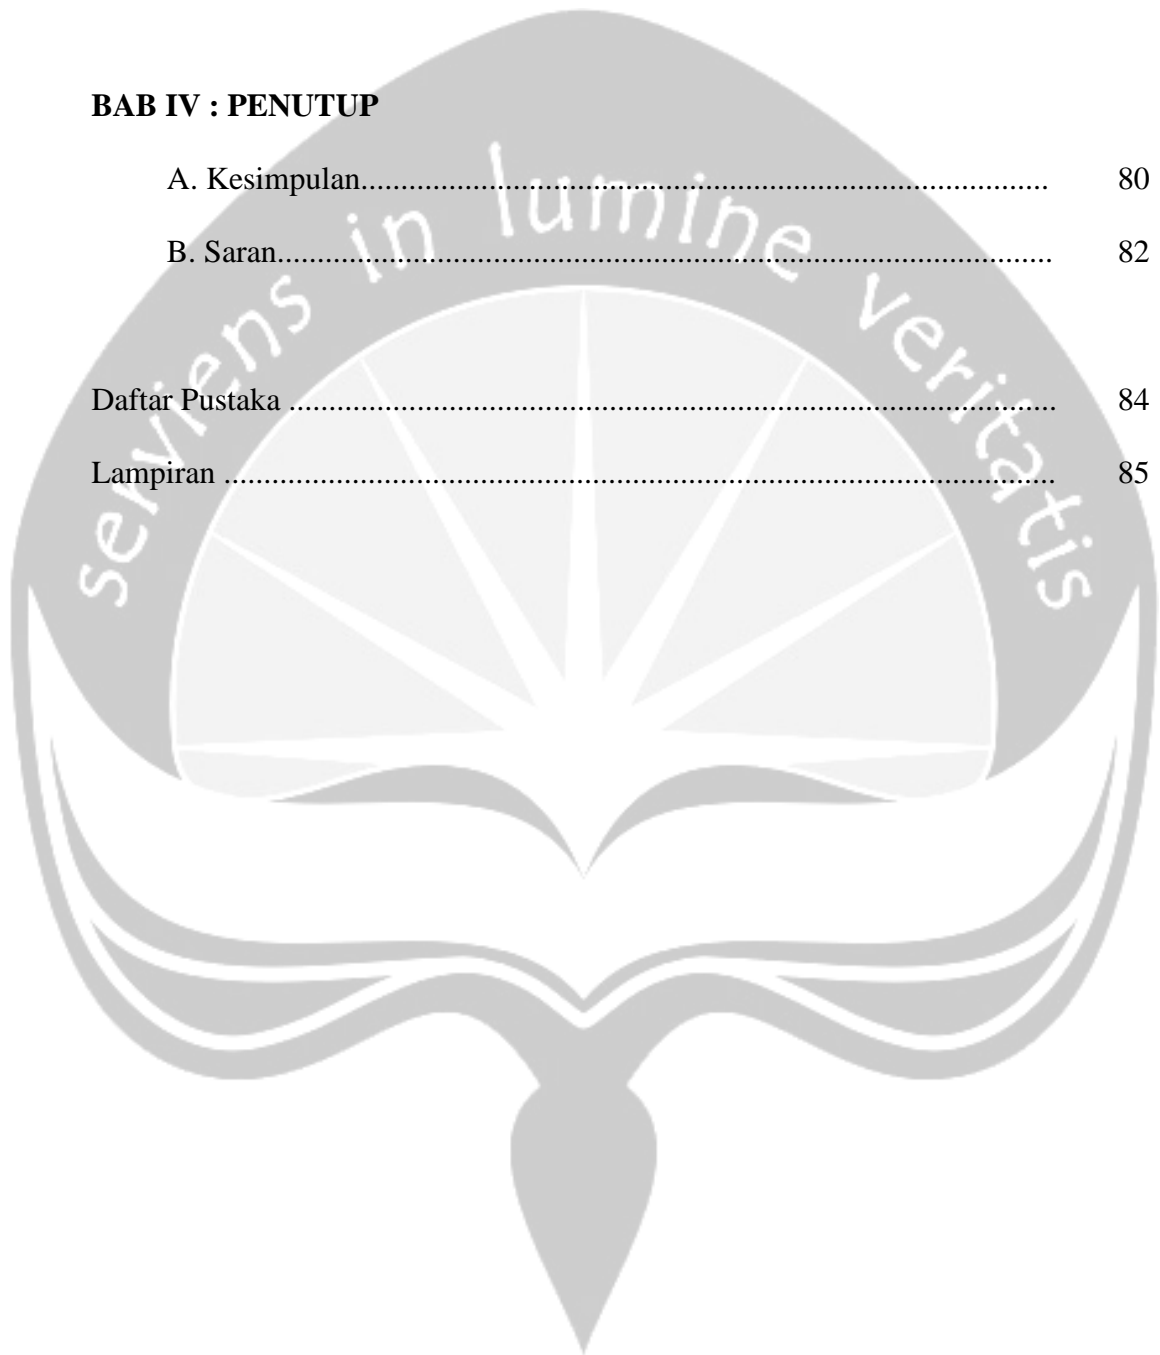 BAB IV : PENUTUP
A. Kesimpulan....................................................................................... 80
B. Saran.................................................................................................. 82
Daftar Pustaka ................................................................................................. 84
Lampiran ......................................................................................................... 85
serviens in lumine veritatis